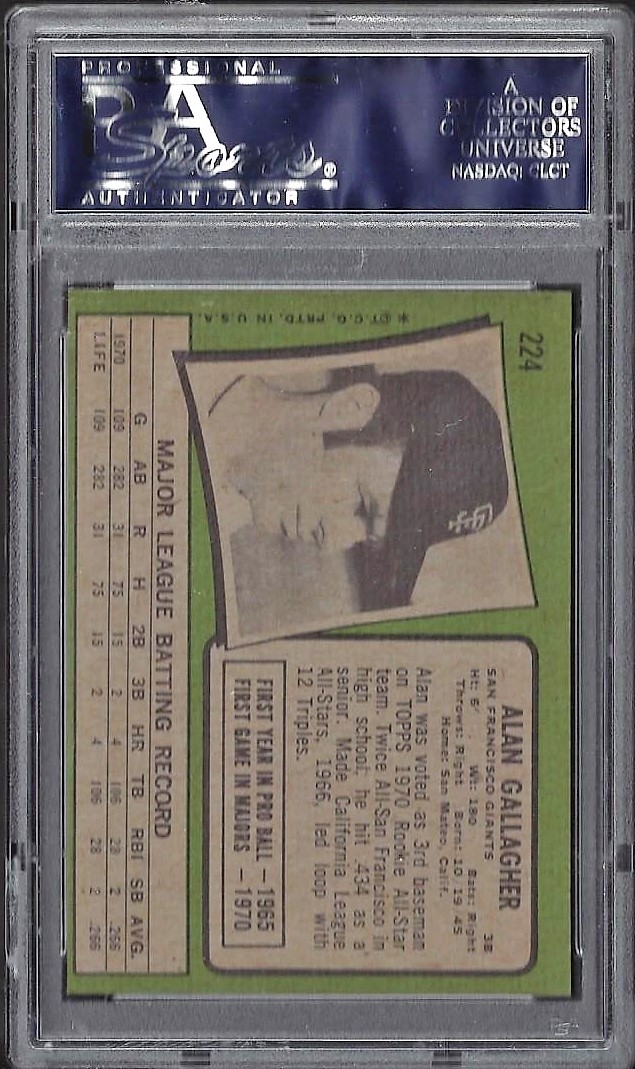 PROFESSIONAL
PSA
Sports®
AUTHENTICATOR
A
DIVISION OF
COLLECTORS
UNIVERSE
NASDAQ: CLCT
224
ALAN GALLAGHER
SAN FRANCISCO GIANTS 3B
Ht: 6' Wt: 180 Bats: Right
Throws: Right Born: 10 19 45
Home: San Mateo, Calif.
Alan was voted as 3rd baseman
on TOPPS 1970 Rookie All-Star
team. Twice All-San Francisco in
high school; he hit .434 as a
senior. Made California League
All-Stars, 1966, led loop with
12 Triples.
FIRST YEAR IN PRO BALL — 1965
FIRST GAME IN MAJORS — 1970
SF
MAJOR LEAGUE BATTING RECORD
G AB R H 2B 3B HR TB RBI SB AVG.
1970 109 282 31 75 15 2 4 106 28 2 .266
LIFE 109 282 31 75 15 2 4 106 28 2 .266
*©T.C.G. PRTD. IN U.S.A.